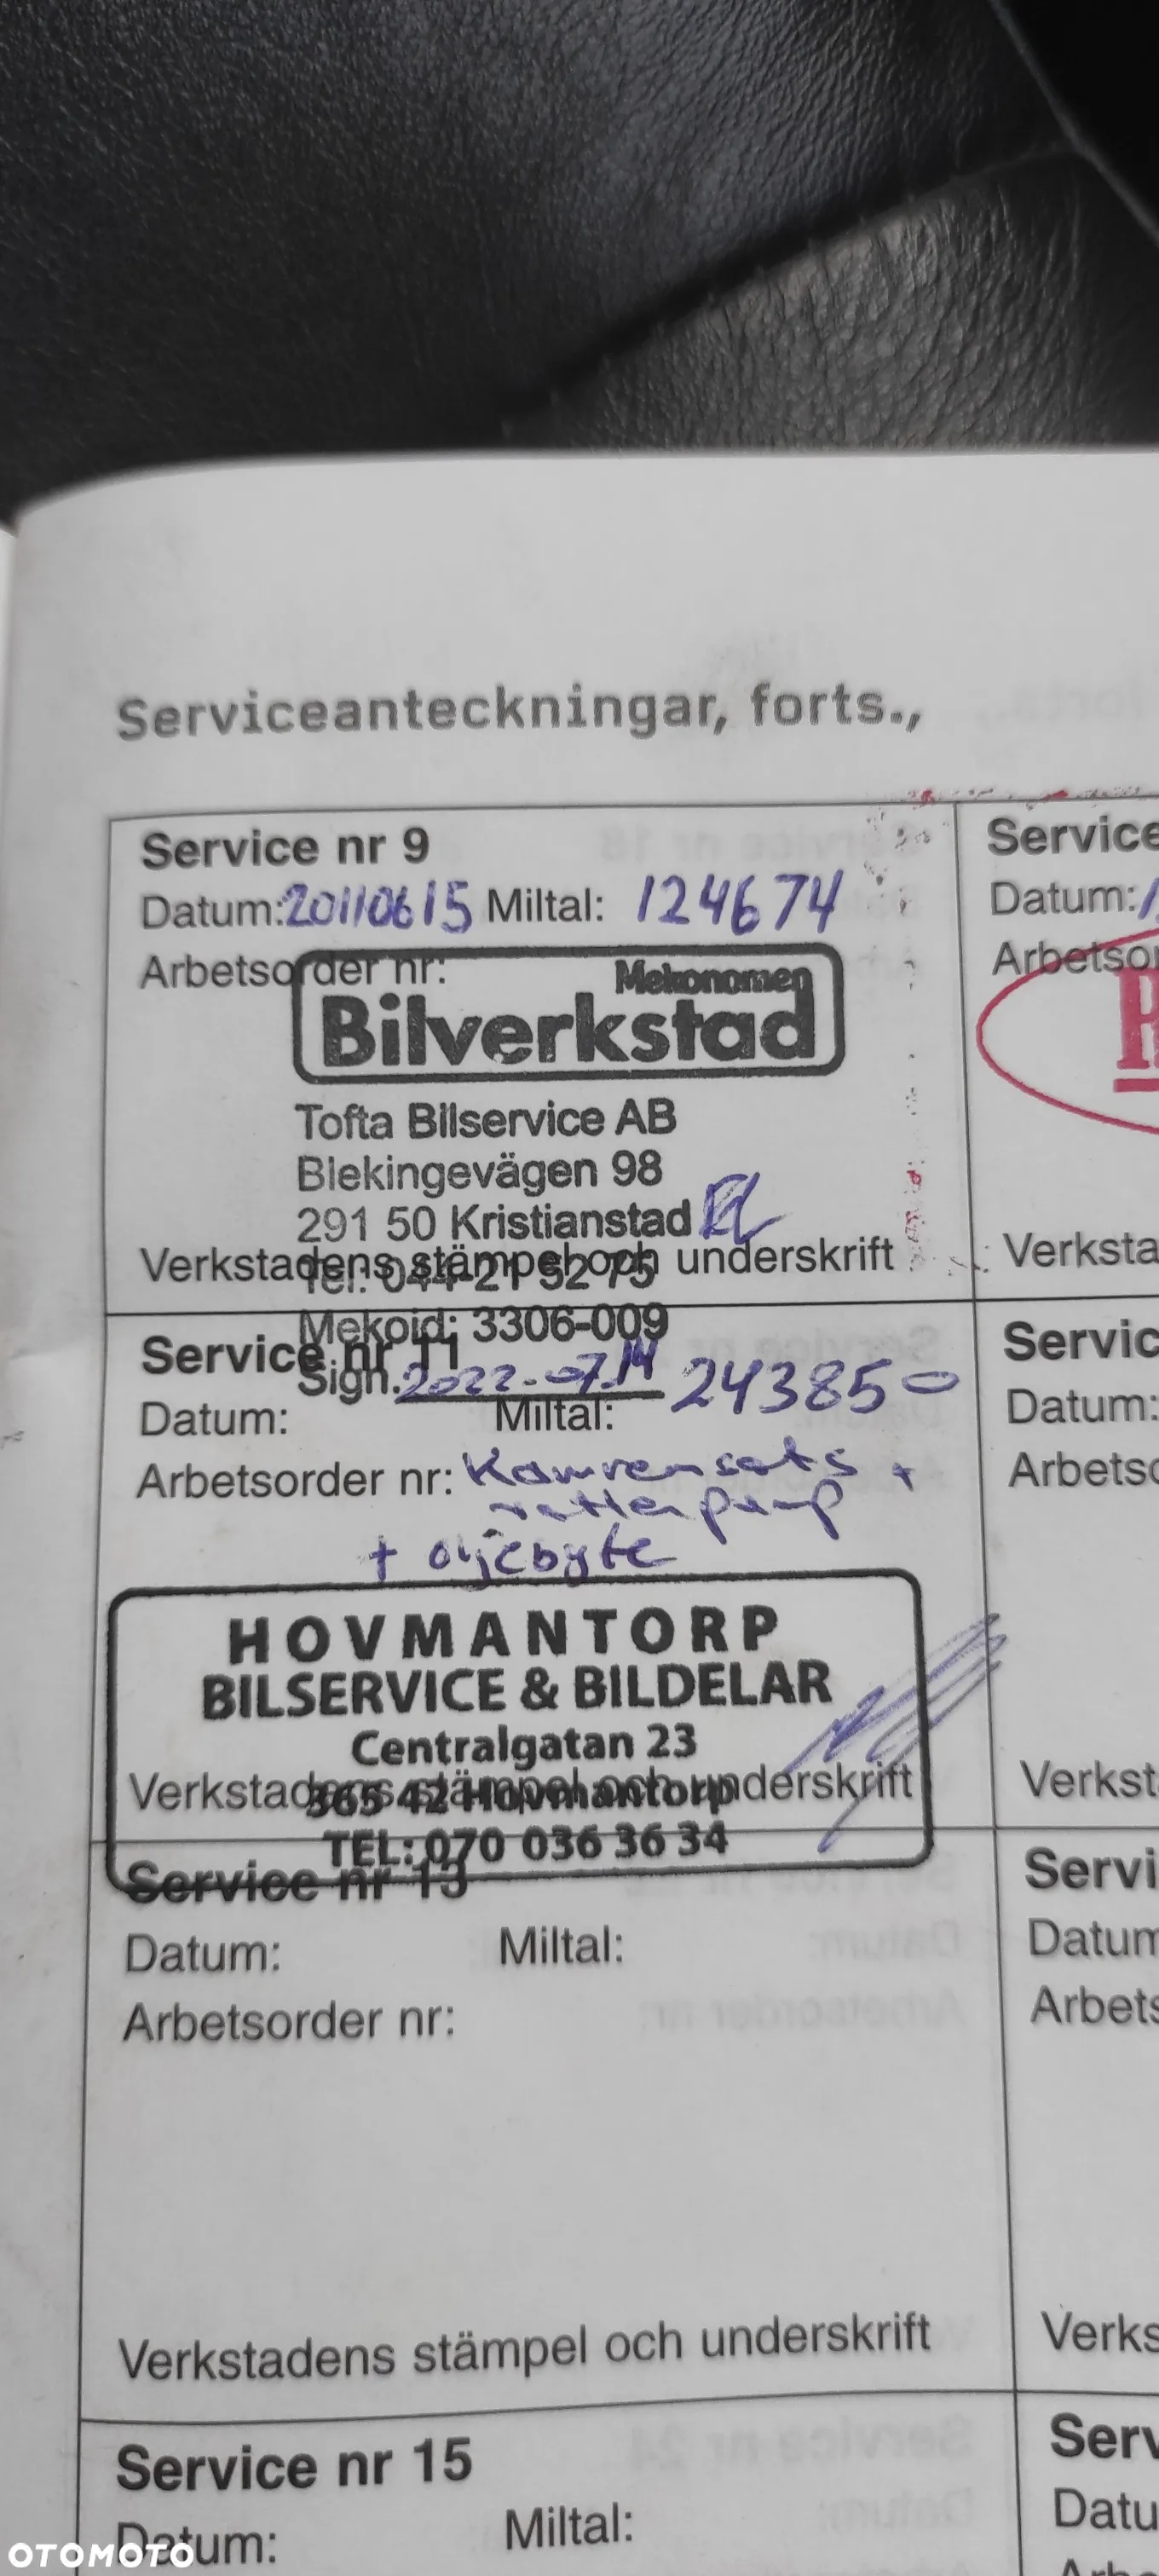 Serviceanteckningar, forts.,
Service nr 9
Datum: 20110615 Miltal: 124674
Arbetsorder nr:
Mekonomen
Bilverkstad
Tofta Bilservice AB
Blekingevägen 98
291 50 Kristianstad
Verkstadens stämpel och underskrift
Tel: 044-21 52 75
Mekoid: 3306-009
Service nr 11
Sign. 2022-07.14 243850
Datum: Miltal:
Arbetsorder nr: Kamremsats +
vattenpump
+ oljebyte
HOVMANTORP
BILSERVICE & BILDELAR
Centralgatan 23
Verkstadens stämpel och underskrift
365 42 Hovmantorp
TEL: 070 036 36 34
Service nr 13
Datum: Miltal:
Arbetsorder nr:
Verkstadens stämpel och underskrift
Service nr 15
Datum: Miltal:
Service
Datum:
Arbetsor
Verksta
Servic
Datum:
Arbetso
Verkst
Servi
Datum
Arbets
Verks
Serv
Datu
OTOMOTO